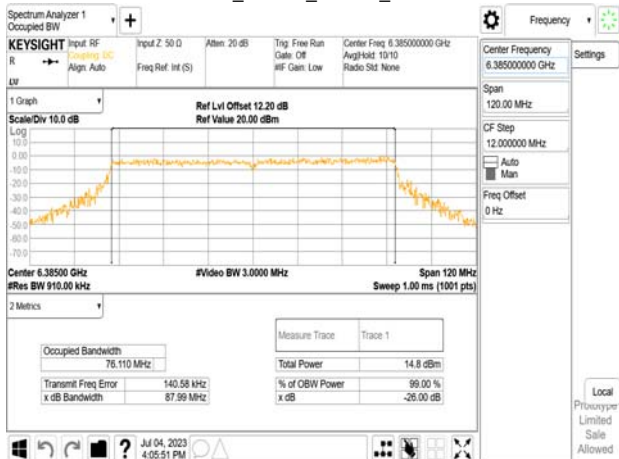 Spectrum Analyzer 1
Occupied BW
+
Frequency
KEYSIGHT
Input: RF
Coupling: DC
Align: Auto
Input Z: 50 Ω
Freq Ref: Int (S)
Atten: 20 dB
Trig: Free Run
Gate: Off
#IF Gain: Low
Center Freq: 6.385000000 GHz
Avg|Hold: 10/10
Radio Std: None
R
LW
Center Frequency
6.385000000 GHz
Settings
Span
120.00 MHz
CF Step
12.000000 MHz
Auto
Man
Freq Offset
0 Hz
1 Graph
Scale/Div 10.0 dB
Ref Lvl Offset 12.20 dB
Ref Value 20.00 dBm
Log
10.0
0.00
-10.0
-20.0
-30.0
-40.0
-50.0
-60.0
-70.0
Center 6.38500 GHz
#Res BW 910.00 kHz
#Video BW 3.0000 MHz
Span 120 MHz
Sweep 1.00 ms (1001 pts)
2 Metrics
Measure Trace Trace 1
Occupied Bandwidth
76.110 MHz
Total Power 14.8 dBm
Transmit Freq Error 140.58 kHz
% of OBW Power 99.00 %
x dB Bandwidth 87.99 MHz
x dB -26.00 dB
Local
Prototype
Limited
Sale
Allowed
?
Jul 04, 2023
4:05:51 PM